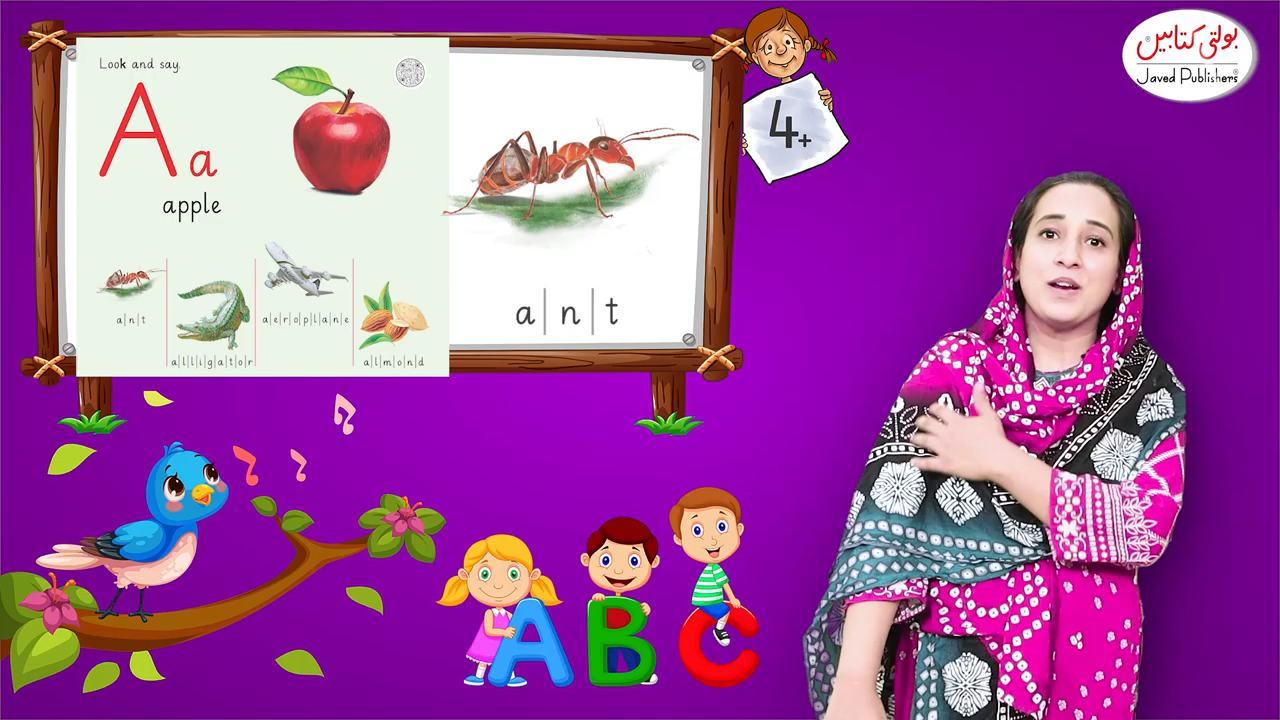 Look and say.
A a
apple
a|n|t
a|l|l|i|g|a|t|o|r
a|e|r|o|p|l|a|n|e
a|l|m|o|n|d
a|n|t
4+
بولتی کتابیں
Javed Publishers
A B C